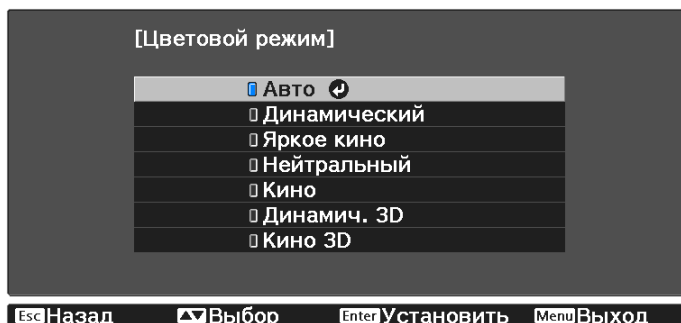 [Цветовой режим]
Авто
Динамический
Яркое кино
Нейтральный
Кино
Динамич. 3D
Кино 3D
Esc Назад Выбор Enter Установить Menu Выход